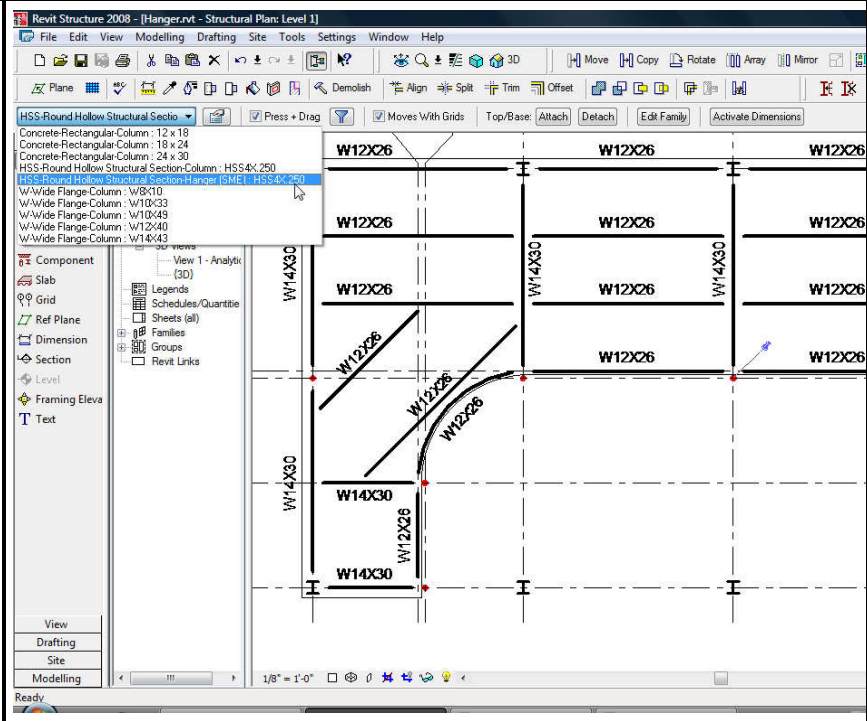 Revit Structure 2008 - [Hanger.rvt - Structural Plan: Level 1]
File Edit View Modelling Drafting Site Tools Settings Window Help
3D Move Copy Rotate Array Mirror
Plane Demolish Align Split Trim Offset
HSS-Round Hollow Structural Sectio Press + Drag Moves With Grids Top/Base: Attach Detach Edit Family Activate Dimensions
Concrete-Rectangular-Column : 12 x 18
Concrete-Rectangular-Column : 18 x 24
Concrete-Rectangular-Column : 24 x 30
HSS-Round Hollow Structural Section-Column : HSS4X.250
HSS-Round Hollow Structural Section-Hanger (SME) : HSS4X.250
W-Wide Flange-Column : W8X10
W-Wide Flange-Column : W10X33
W-Wide Flange-Column : W10X49
W-Wide Flange-Column : W12X40
W-Wide Flange-Column : W14X43
Component
Slab
Grid
Ref Plane
Dimension
Section
Level
Framing Eleva
Text
View
Drafting
Site
Modelling
3D Views
View 1 - Analytic
{3D}
Legends
Schedules/Quantitie
Sheets (all)
Families
Groups
Revit Links
W12X26 W12X26 W12X26
W12X26 W12X26 W12X26
W14X30 W14X30 W14X30
W12X26 W12X26 W12X26
W12X26 W12X26 W12X26
W12X26
W12X26
W14X30
W14X30
W12X26
W14X30
1/8" = 1'-0"
Ready